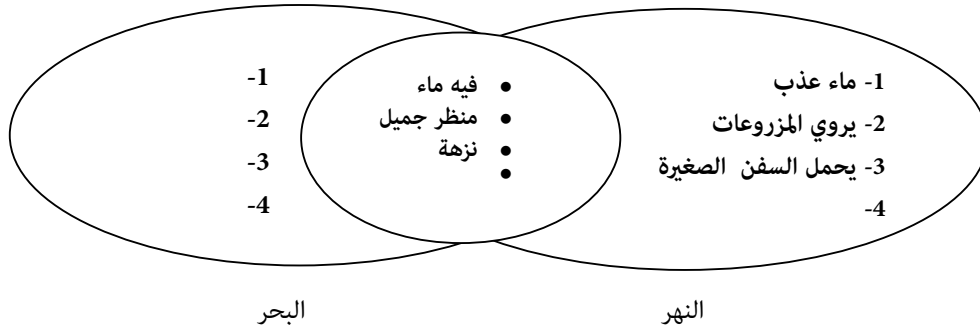 1- ماء عذب
2- يروي المزروعات
3- يحمل السفن الصغيرة
4-
• فيه ماء
• منظر جميل
• نزهة
•
1-
2-
3-
4-
النهر
البحر